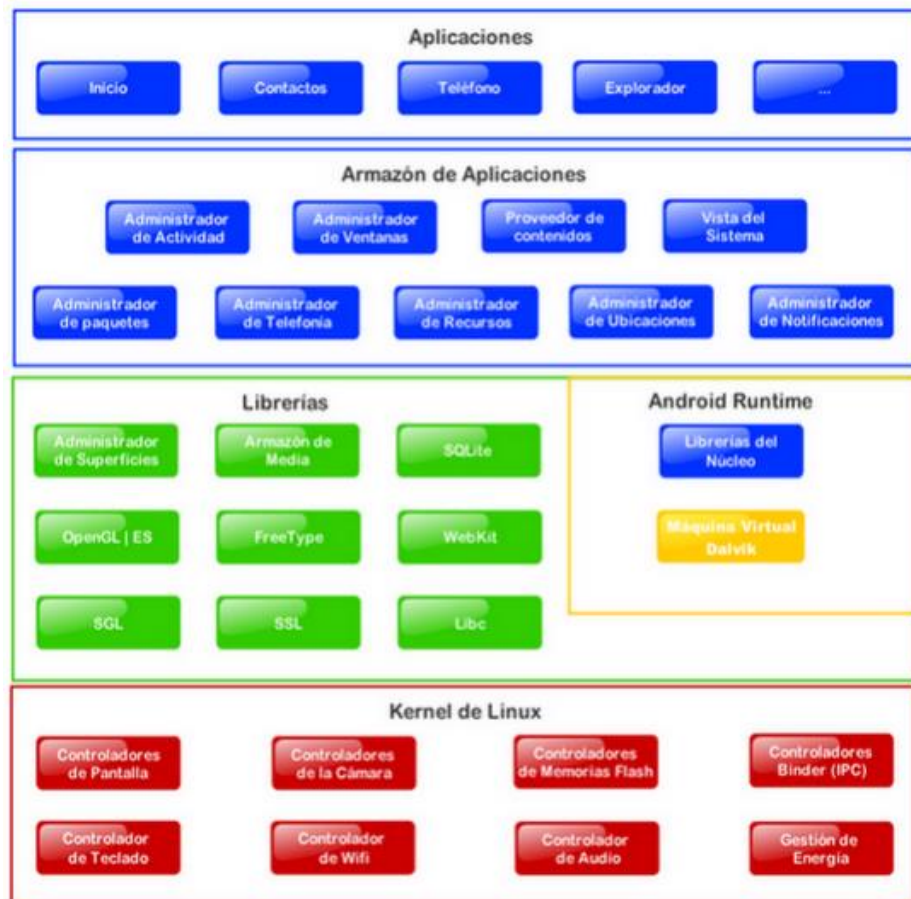 Aplicaciones
Inicio
Contactos
Teléfono
Explorador
...
Armazón de Aplicaciones
Administrador
de Actividad
Administrador
de Ventanas
Proveedor de
contenidos
Vista del
Sistema
Administrador
de paquetes
Administrador
de Telefonía
Administrador
de Recursos
Administrador
de Ubicaciones
Administrador
de Notificaciones
Librerías
Administrador
de Superficies
Armazón de
Media
SQLite
OpenGL | ES
FreeType
WebKit
SGL
SSL
Libc
Android Runtime
Librerías del
Núcleo
Máquina Virtual
Dalvik
Kernel de Linux
Controladores
de Pantalla
Controladores
de la Cámara
Controladores
de Memorias Flash
Controladores
Binder (IPC)
Controlador
de Teclado
Controlador
de Wifi
Controlador
de Audio
Gestión de
Energía